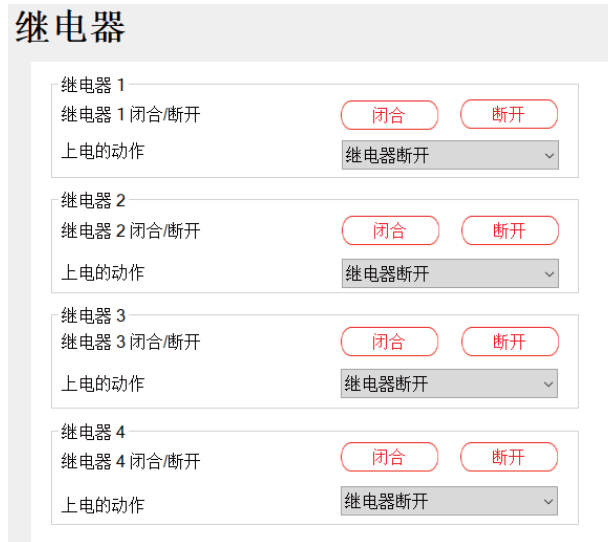 继电器
继电器 1
继电器 1 闭合/断开 闭合 断开
上电的动作 继电器断开
继电器 2
继电器 2 闭合/断开 闭合 断开
上电的动作 继电器断开
继电器 3
继电器 3 闭合/断开 闭合 断开
上电的动作 继电器断开
继电器 4
继电器 4 闭合/断开 闭合 断开
上电的动作 继电器断开